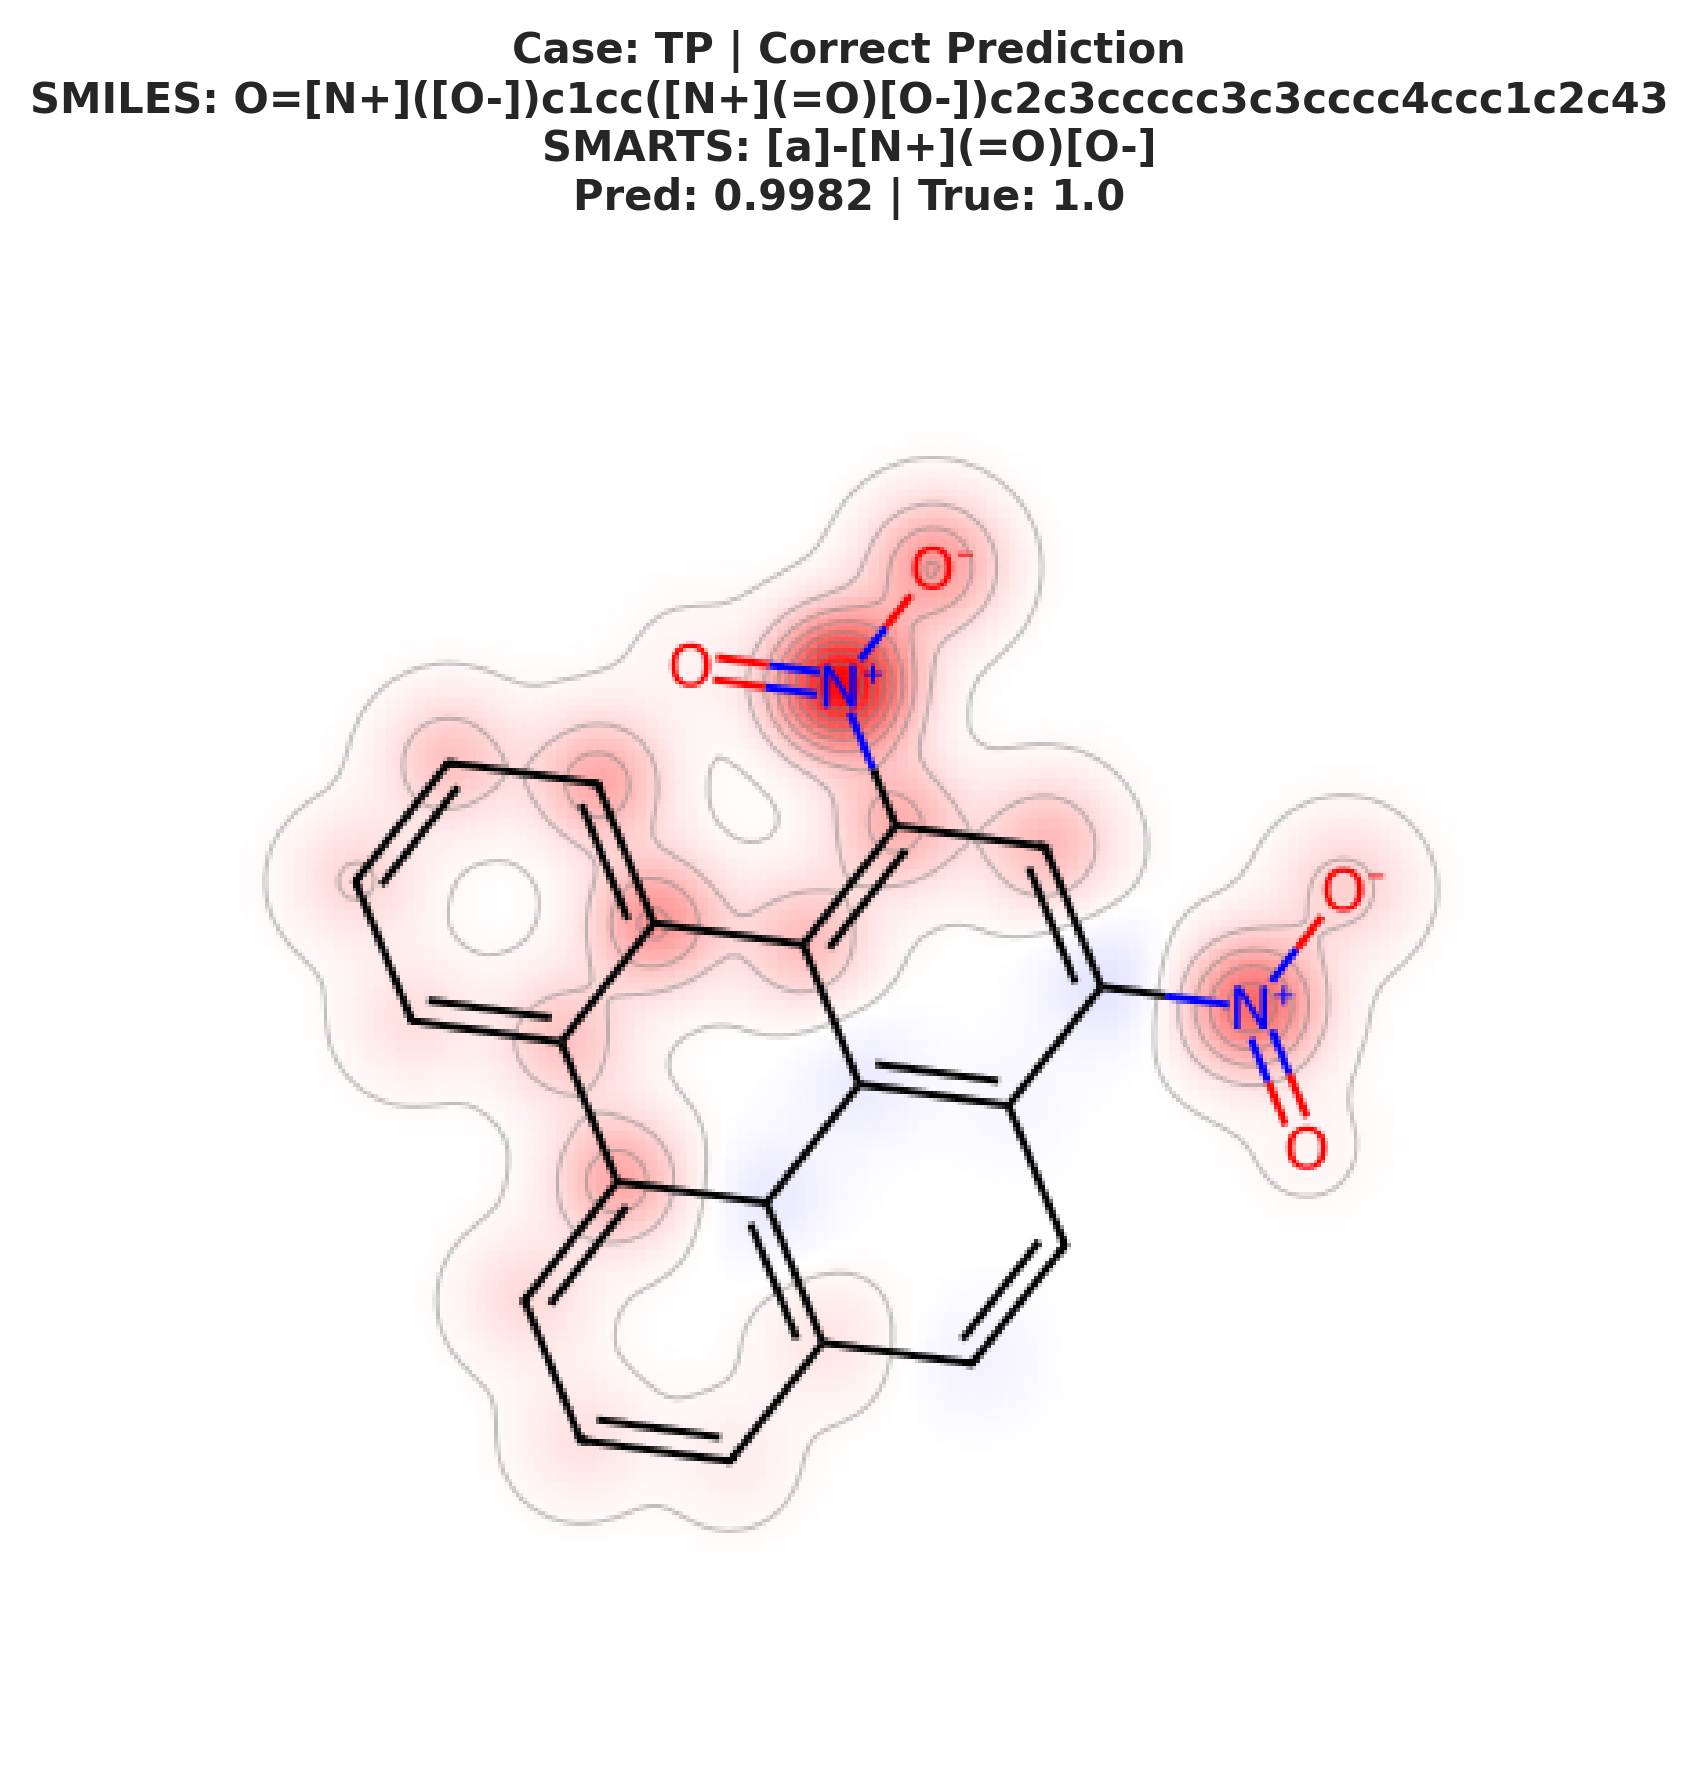 Case: TP | Correct Prediction
SMILES: O=[N+]([O-])c1cc([N+](=O)[O-])c2c3ccccc3c3cccc4ccc1c2c43
SMARTS: [a]-[N+](=O)[O-]
Pred: 0.9982 | True: 1.0
O⁻
O
N⁺
O⁻
N⁺
O